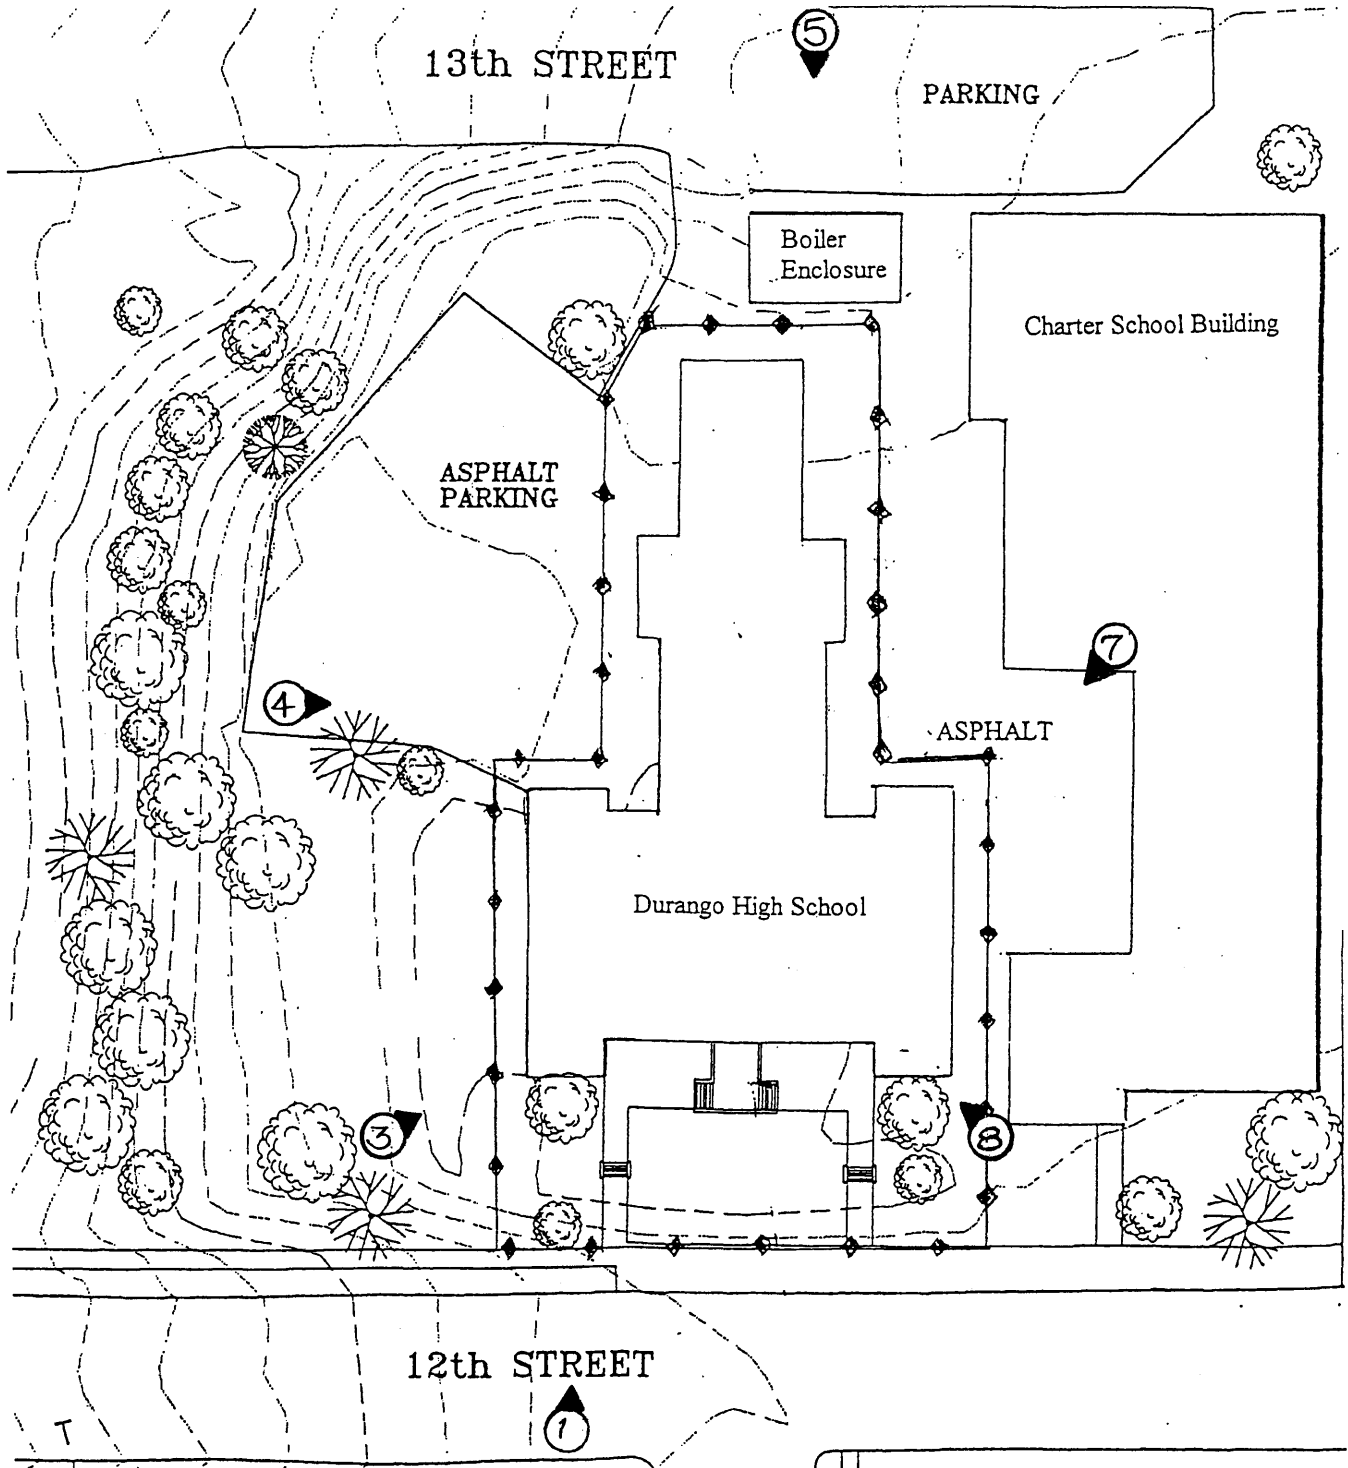 5
13th STREET
PARKING
Boiler
Enclosure
Charter School Building
ASPHALT
PARKING
7
4
ASPHALT
Durango High School
3
8
12th STREET
1
T